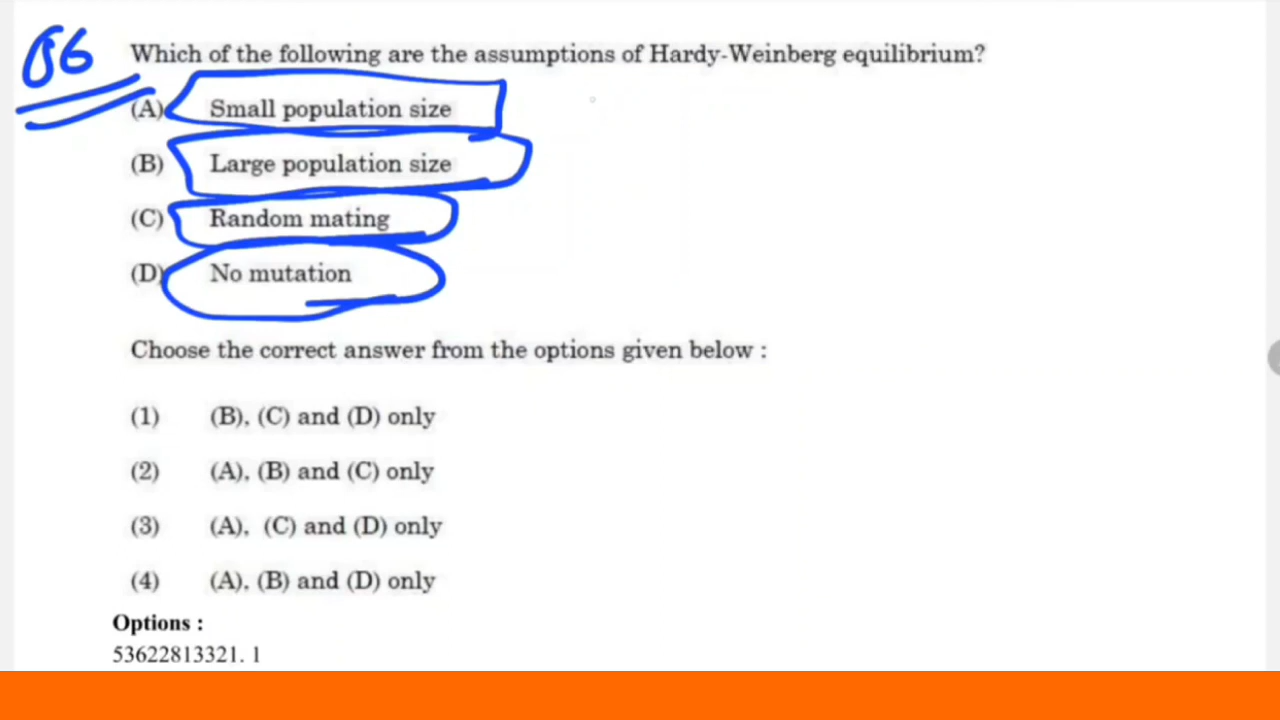 86
Which of the following are the assumptions of Hardy-Weinberg equilibrium?
(A) Small population size
(B) Large population size
(C) Random mating
(D) No mutation
Choose the correct answer from the options given below :
(1) (B), (C) and (D) only
(2) (A), (B) and (C) only
(3) (A), (C) and (D) only
(4) (A), (B) and (D) only
Options :
53622813321. 1